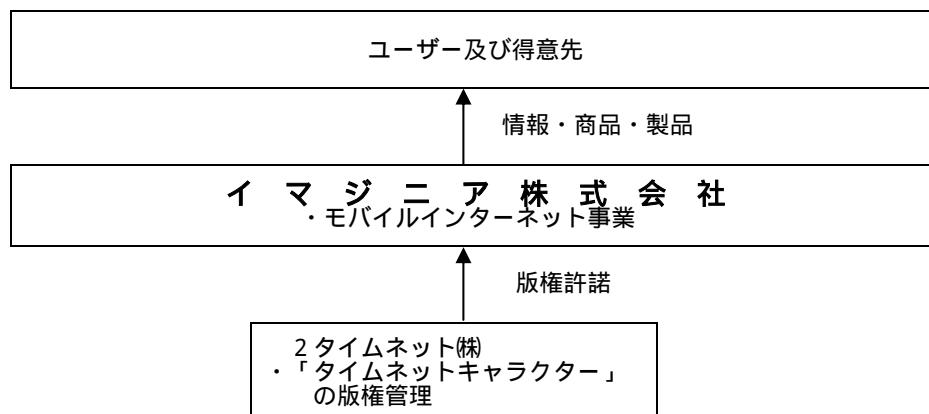 ユーザー及び得意先
情報・商品・製品
イマジニア株式会社
・モバイルインターネット事業
版権許諾
2タイムネット㈱
・「タイムネットキャラクター」
の版権管理